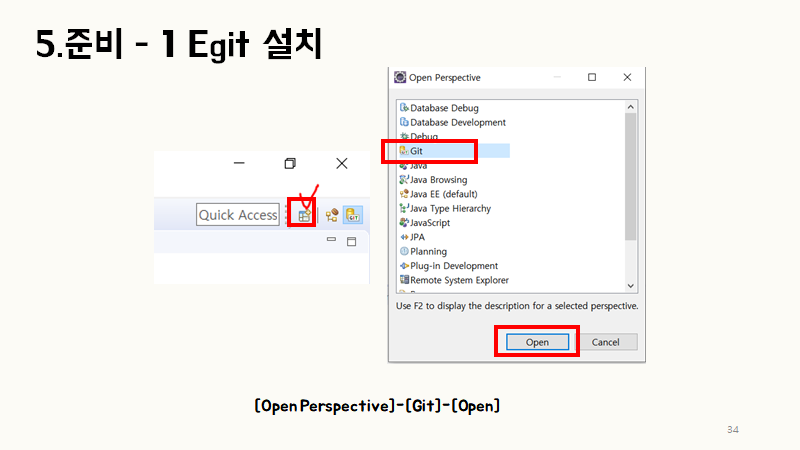 5.준비 - 1 Egit 설치
Open Perspective
Database Debug
Database Development
Debug
Git
Java
Java Browsing
Java EE (default)
Java Type Hierarchy
JavaScript
JPA
Planning
Plug-in Development
Remote System Explorer
Use F2 to display the description for a selected perspective.
Open
Cancel
Quick Access
GIT
[Open Perspective]-[Git]-[Open]
34